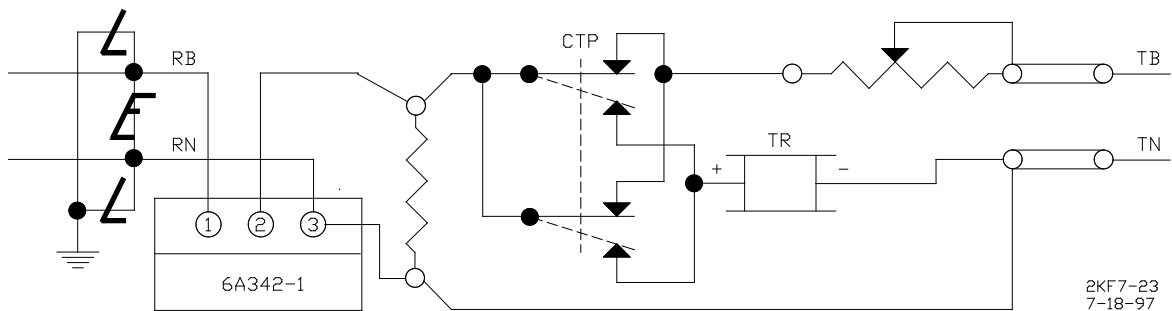 CTP
RB
TB
RN
TR
TN
+
-
1
2
3
6A342-1
2KF7-23
7-18-97